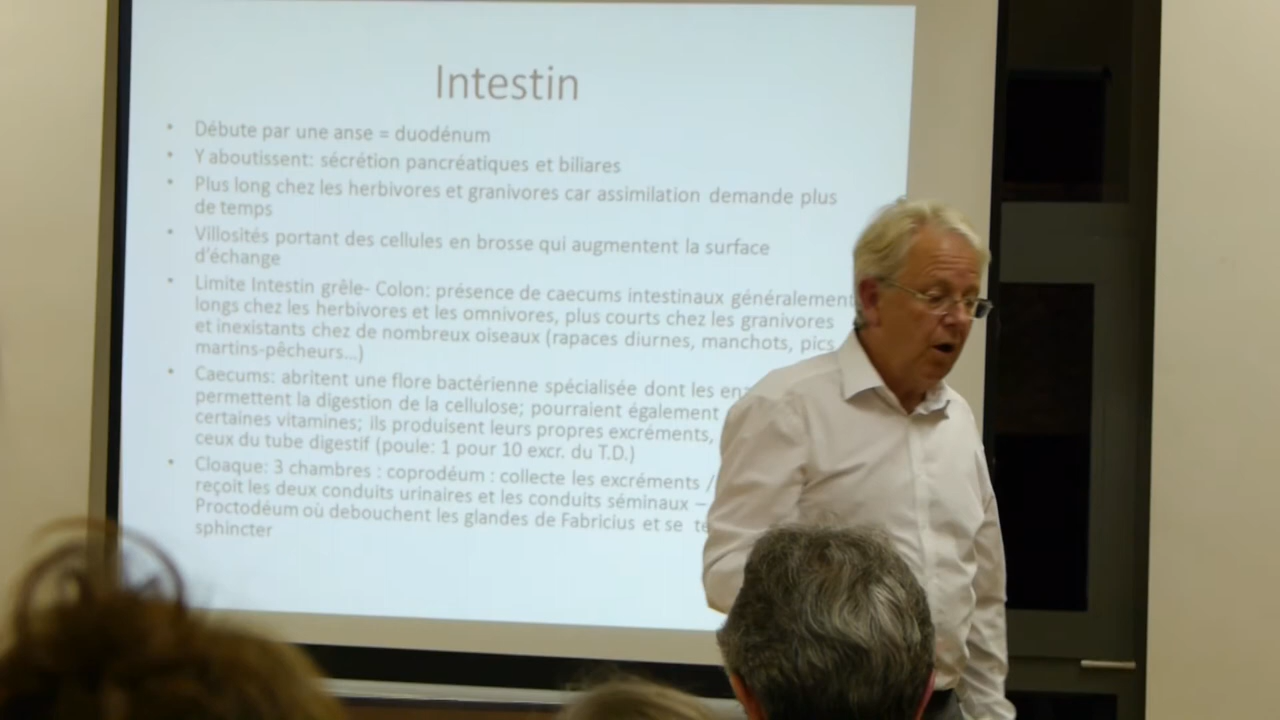 Intestin
• Débute par une anse = duodénum
• Y aboutissent: sécrétion pancréatiques et biliares
• Plus long chez les herbivores et granivores car assimilation demande plus
de temps
• Villosités portant des cellules en brosse qui augmentent la surface
d'échange
• Limite Intestin grêle- Colon: présence de caecums intestinaux généralement
longs chez les herbivores et les omnivores, plus courts chez les granivores
et inexistants chez de nombreux oiseaux (rapaces diurnes, manchots, pics,
martins-pêcheurs...)
• Caecums: abritent une flore bactérienne spécialisée dont les
permettent la digestion de la cellulose; pourraient également
certaines vitamines; ils produisent leurs propres excréments,
ceux du tube digestif (poule: 1 pour 10 excr. du T.D.)
• Cloaque: 3 chambres : coprodéum : collecte les excréments /
reçoit les deux conduits urinaires et les conduits séminaux –
Proctodéum où debouchent les glandes de Fabricius et se
sphincter